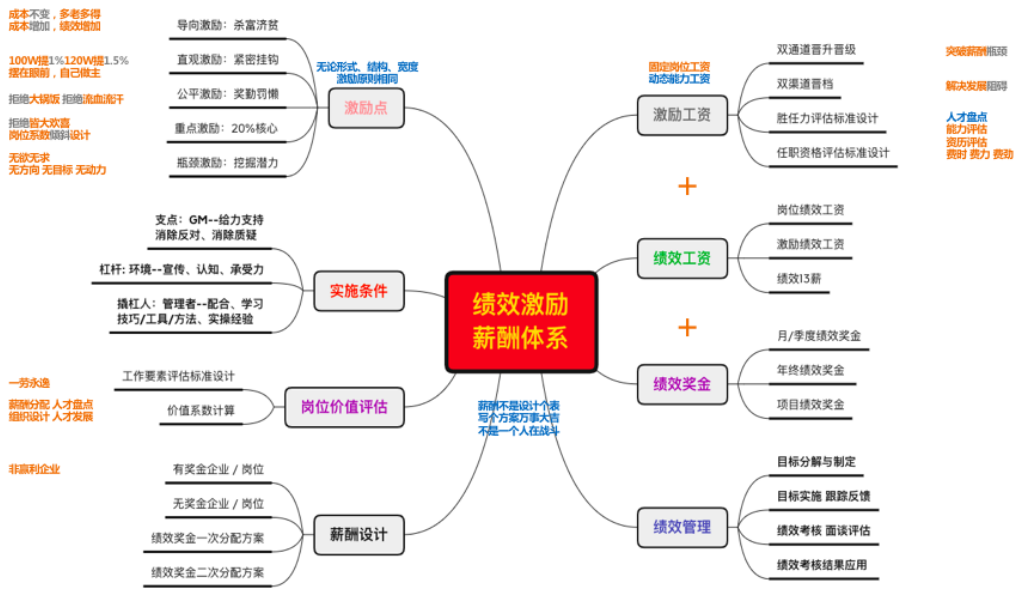 成本不变，多老多得
成本增加，绩效增加
100W提1%120W提1.5%
摆在眼前，自己做主
拒绝大锅饭 拒绝流血流汗
拒绝皆大欢喜
岗位系数倾斜设计
无欲无求
无方向 无目标 无动力
导向激励：杀富济贫
直观激励：紧密挂钩
公平激励：奖勤罚懒
重点激励：20%核心
瓶颈激励：挖掘潜力
无论形式、结构、宽度
激励原则相同
激励点
支点：GM--给力支持
消除反对、消除质疑
杠杆: 环境--宣传、认知、承受力
撬杠人：管理者--配合、学习
技巧/工具/方法、实操经验
实施条件
一劳永逸
薪酬分配 人才盘点
组织设计 人才发展
工作要素评估标准设计
价值系数计算
岗位价值评估
非赢利企业
有奖金企业 / 岗位
无奖金企业 / 岗位
绩效奖金一次分配方案
绩效奖金二次分配方案
薪酬设计
绩效激励
薪酬体系
薪酬不是设计个表
写个方案万事大吉
不是一个人在战斗
固定岗位工资
动态能力工资
激励工资
双通道晋升晋级
双渠道晋档
胜任力评估标准设计
任职资格评估标准设计
突破薪酬瓶颈
解决发展阻碍
人才盘点
能力评估
资历评估
费时 费力 费劲
+
绩效工资
岗位绩效工资
激励绩效工资
绩效13薪
+
绩效奖金
月/季度绩效奖金
年终绩效奖金
项目绩效奖金
绩效管理
目标分解与制定
目标实施 跟踪反馈
绩效考核 面谈评估
绩效考核结果应用